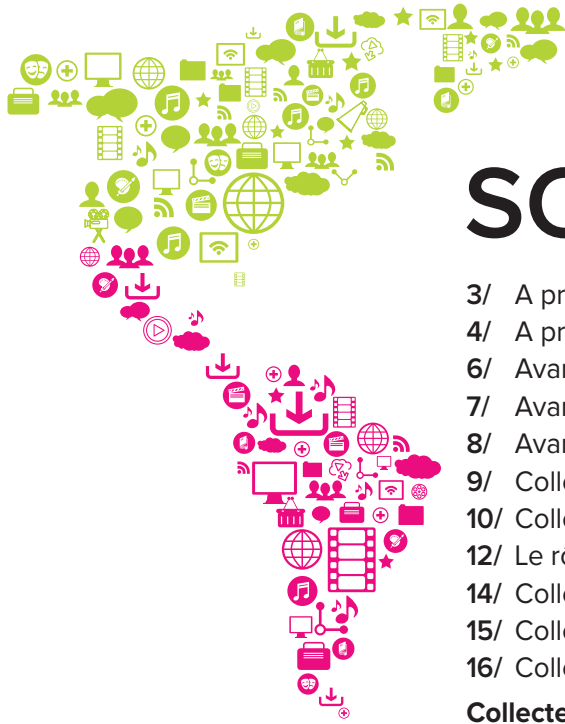 SO
3/ A pr
4/ A pr
6/ Avar
7/ Avar
8/ Avar
9/ Colle
10/ Colle
12/ Le rô
14/ Colle
15/ Colle
16/ Colle
Collecte